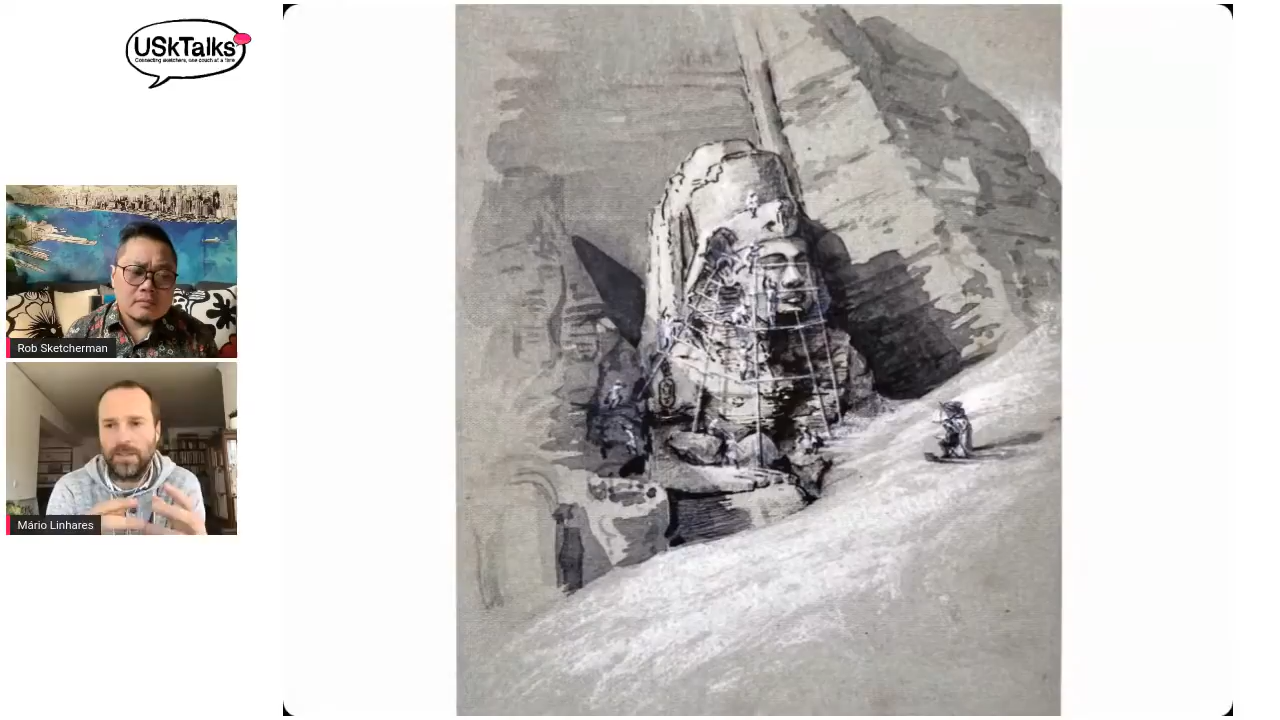 USkTalks
Connecting sketchers, one couch at a time
Rob Sketcherman
Mário Linhares